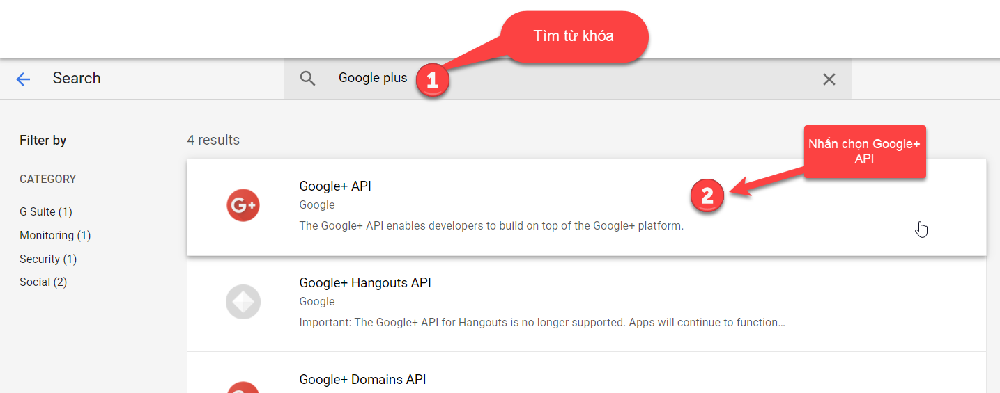 Tìm từ khóa
Search
Google plus
1
Filter by
4 results
Nhấn chọn Google+
API
CATEGORY
G Suite (1)
Monitoring (1)
Security (1)
Social (2)
G+
Google+ API
Google
The Google+ API enables developers to build on top of the Google+ platform.
2
Google+ Hangouts API
Google
Important: The Google+ API for Hangouts is no longer supported. Apps will continue to function…
Google+ Domains API